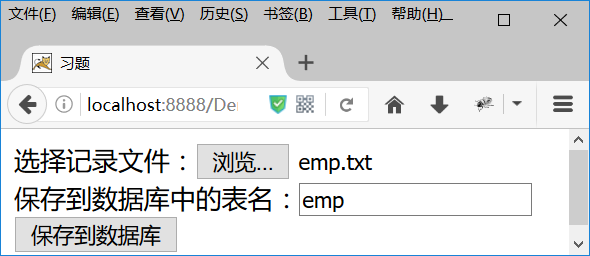 文件(F) 编辑(E) 查看(V) 历史(S) 书签(B) 工具(T) 帮助(H)
习题
localhost:8888/De
选择记录文件：浏览... emp.txt
保存到数据库中的表名：emp
保存到数据库